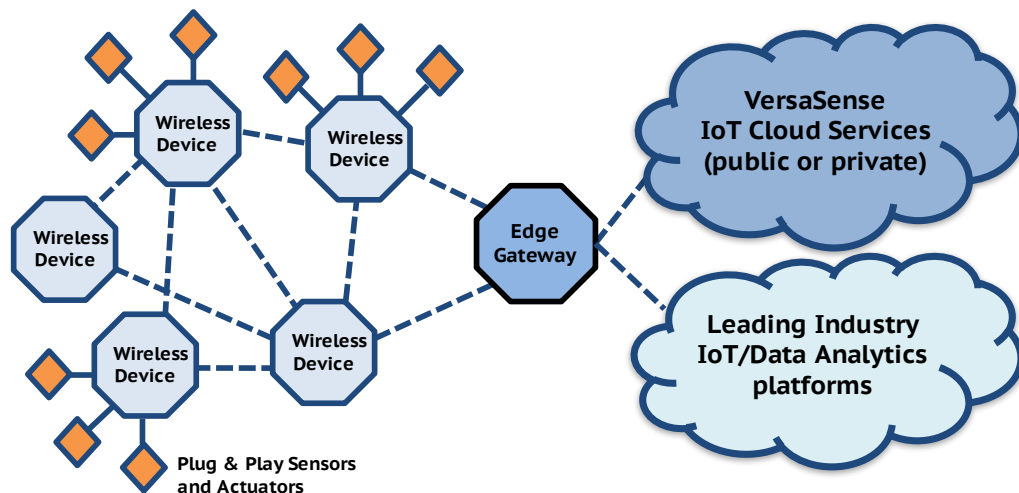 Wireless
Device
Wireless
Device
Wireless
Device
Wireless
Device
Wireless
Device
Edge
Gateway
VersaSense
IoT Cloud Services
(public or private)
Leading Industry
IoT/Data Analytics
platforms
Plug & Play Sensors
and Actuators